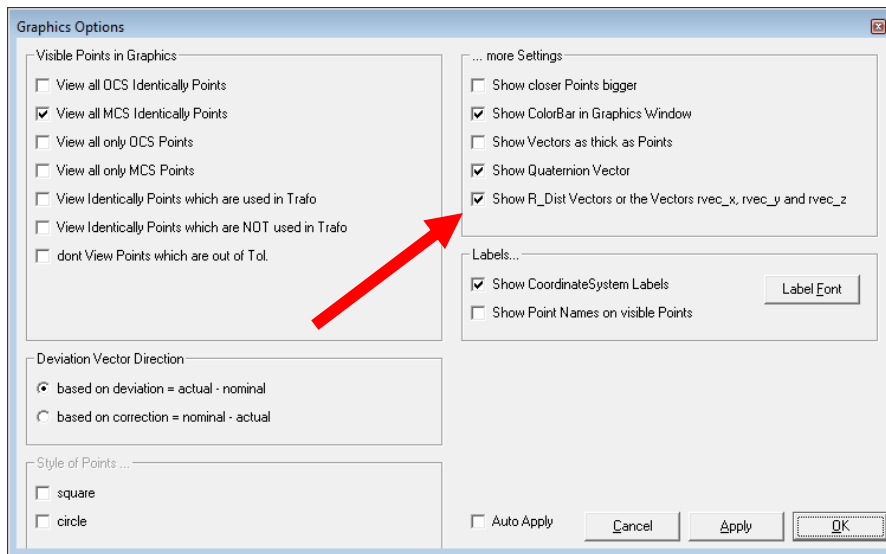 Graphics Options
Visible Points in Graphics
View all OCS Identically Points
View all MCS Identically Points
View all only OCS Points
View all only MCS Points
View Identically Points which are used in Trafo
View Identically Points which are NOT used in Trafo
dont View Points which are out of Tol.
Deviation Vector Direction
based on deviation = actual - nominal
based on correction = nominal - actual
Style of Points ...
square
circle
... more Settings
Show closer Points bigger
Show ColorBar in Graphics Window
Show Vectors as thick as Points
Show Quaternion Vector
Show R_Dist Vectors or the Vectors rvec_x, rvec_y and rvec_z
Labels...
Show CoordinateSystem Labels
Label Font
Show Point Names on visible Points
Auto Apply
Cancel
Apply
OK